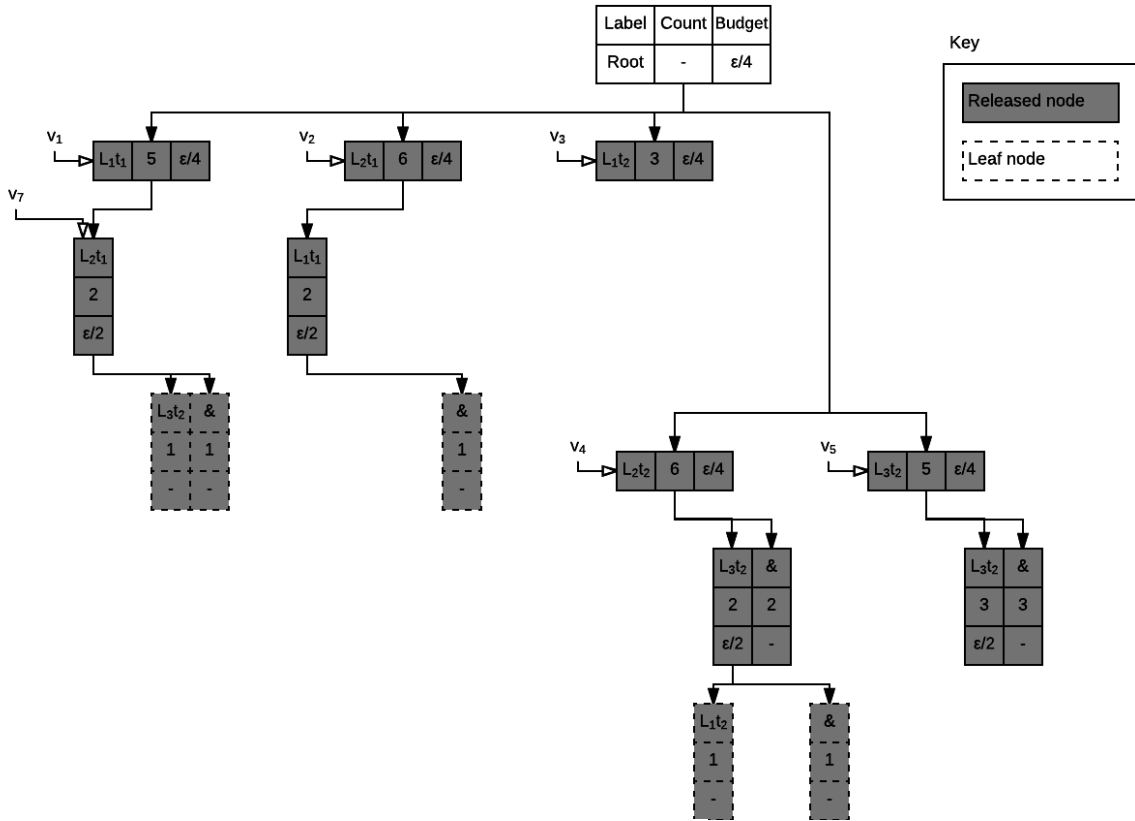 Label Count Budget
Root - ε/4
Key
Released node
Leaf node
v₁
L₁t₁ 5 ε/4
v₂
L₂t₁ 6 ε/4
v₃
L₁t₂ 3 ε/4
v₇
L₂t₁
2
ε/2
L₁t₁
2
ε/2
L₃t₂ &
1 1
- -
&
1
-
v₄
L₂t₂ 6 ε/4
v₅
L₃t₂ 5 ε/4
L₃t₂ &
2 2
ε/2 -
L₃t₂ &
3 3
ε/2 -
L₁t₂
1
-
&
1
-